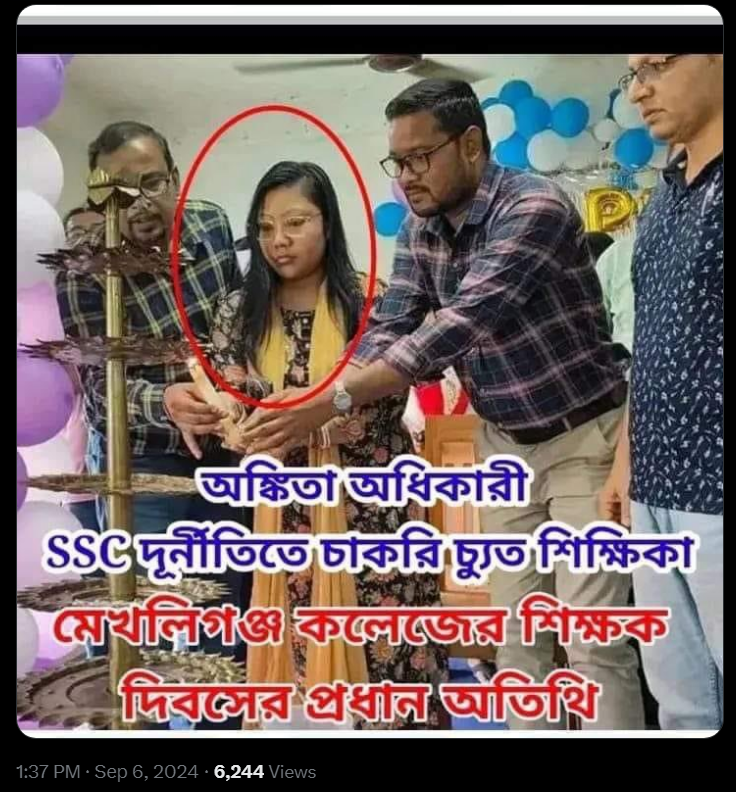 অঙ্কিতা অধিকারী
SSC দূর্নীতিতে চাকরি চ্যুত শিক্ষিকা
মেখলিগঞ্জ কলেজের শিক্ষক
দিবসের প্রধান অতিথি
1:37 PM · Sep 6, 2024 · 6,244 Views